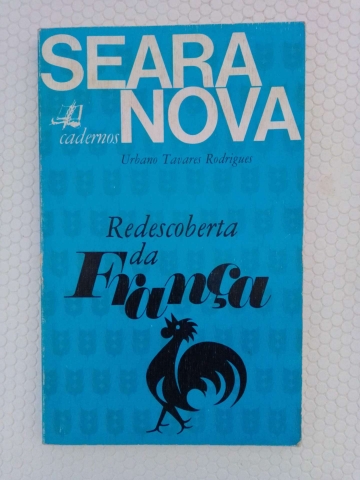 SEARA
NOVA
cadernos
Urbano Tavares Rodrigues
Redescoberta
da
França